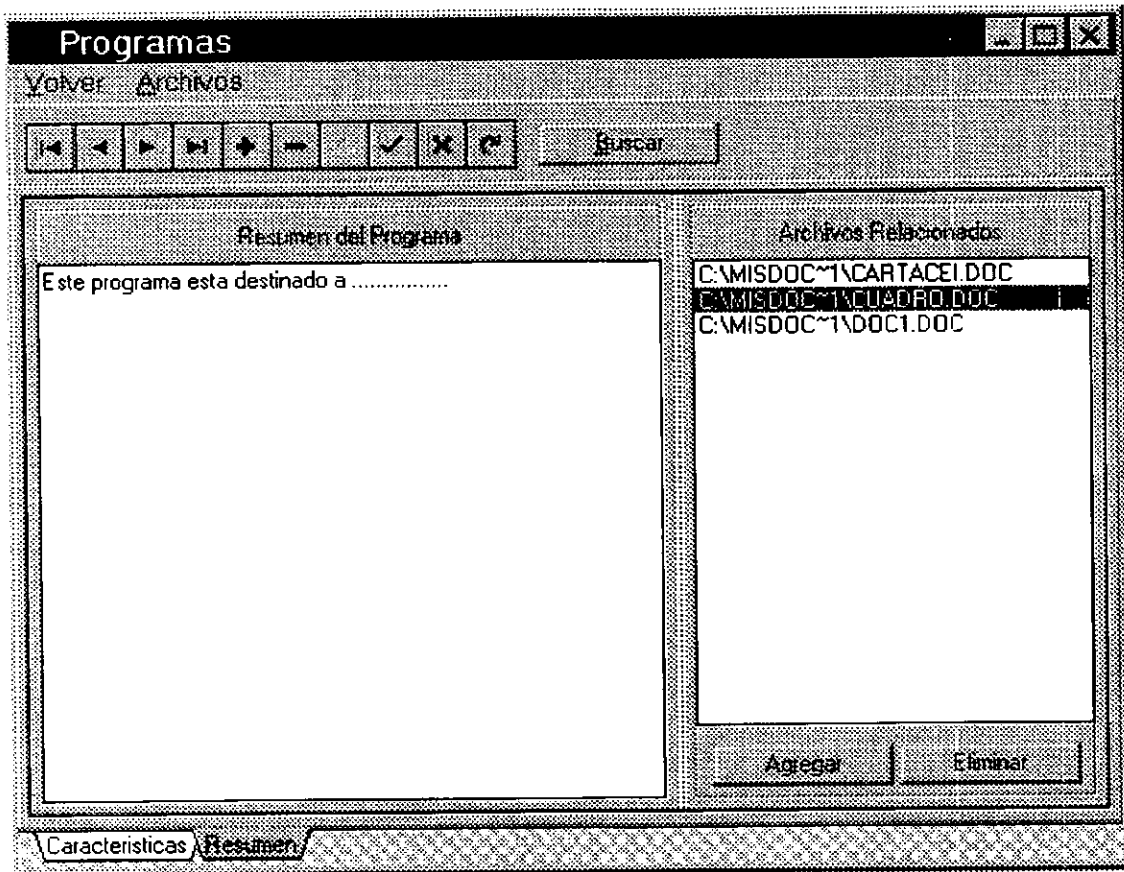 Programas
Volver Archivos
Buscar
Resumen del Programa
Archivos Relacionados
Este programa esta destinado a ................
C:\MISDOC~1\CARTACEI.DOC
C:\MISDOC~1\CUADRO.DOC
C:\MISDOC~1\DOC1.DOC
Agregar Eliminar
Caracteristicas Resumen